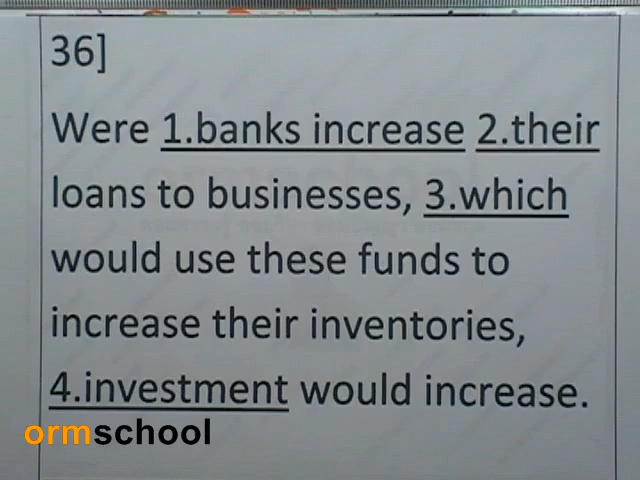 36]
Were 1.banks increase 2.their
loans to businesses, 3.which
would use these funds to
increase their inventories,
4.investment would increase.
ormschool